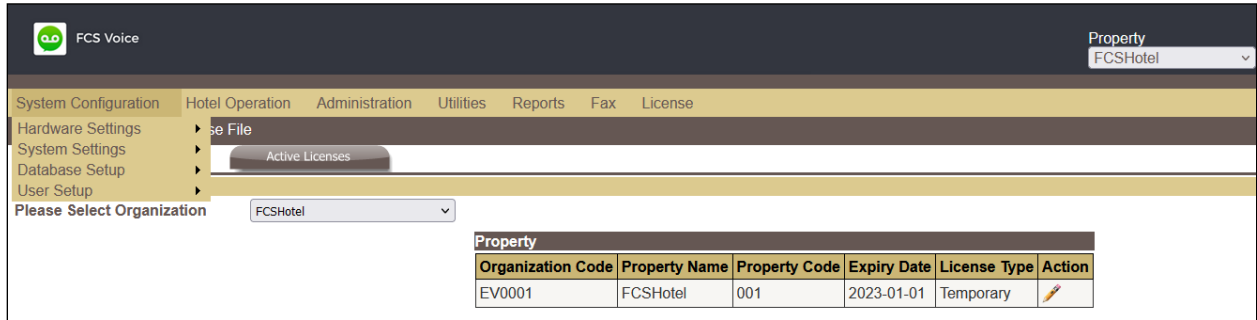 FCS Voice
Property
FCSHotel
System Configuration Hotel Operation Administration Utilities Reports Fax License
Hardware Settings
se File
System Settings
Active Licenses
Database Setup
User Setup
Please Select Organization FCSHotel
Property
Organization Code Property Name Property Code Expiry Date License Type Action
EV0001 FCSHotel 001 2023-01-01 Temporary